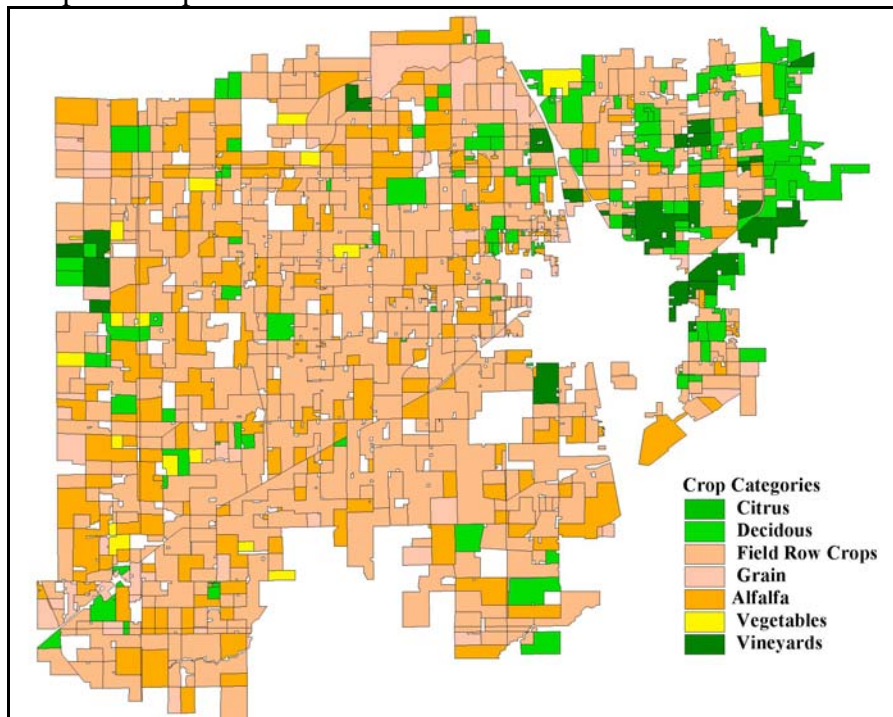 Crop Categories
Citrus
Decidous
Field Row Crops
Grain
Alfalfa
Vegetables
Vineyards